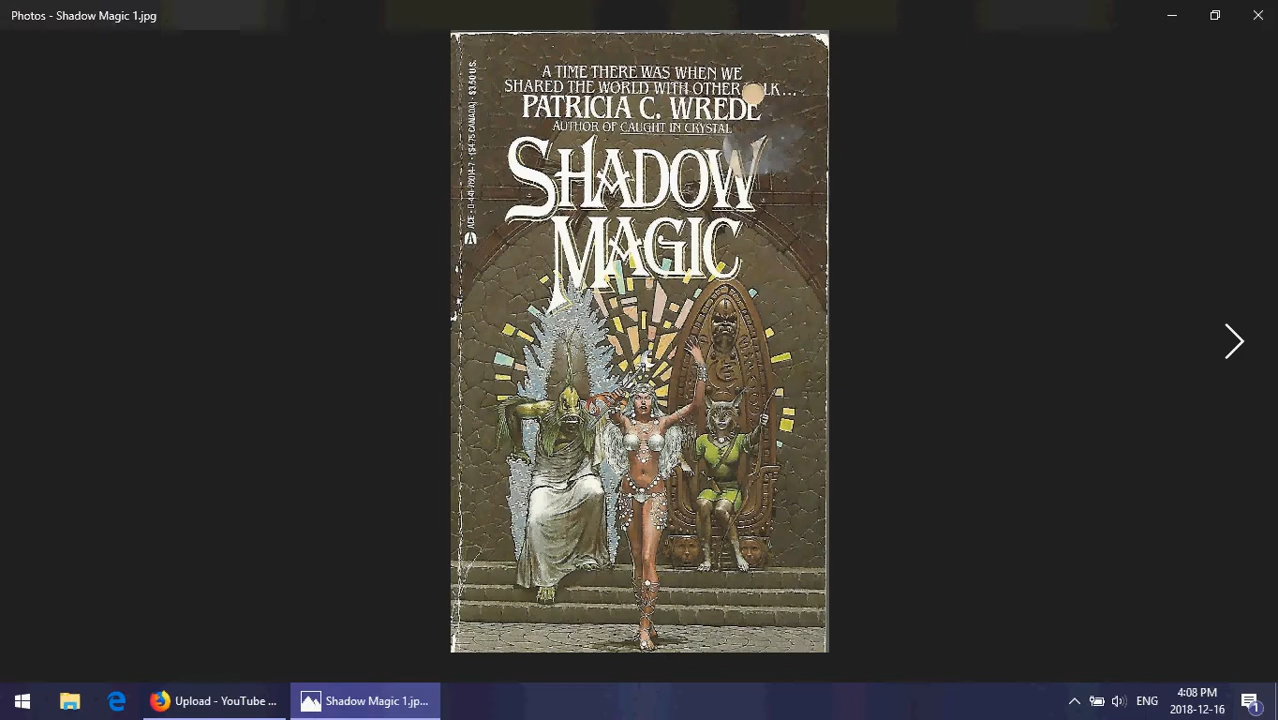 Photos - Shadow Magic 1.jpg
A TIME THERE WAS WHEN WE
SHARED THE WORLD WITH OTHER
PATRICIA C. WREDE
AUTHOR OF CAUGHT IN CRYSTAL
SHADOW
MAGIC
Upload - YouTube ...
Shadow Magic 1.jp...
ENG
4:08 PM
2018-12-16
1